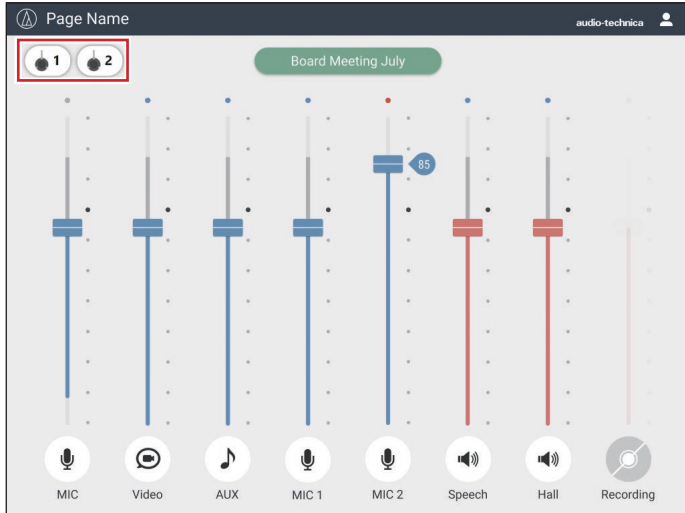 Page Name
audio-technica
1 2
Board Meeting July
85
MIC Video AUX MIC 1 MIC 2 Speech Hall Recording